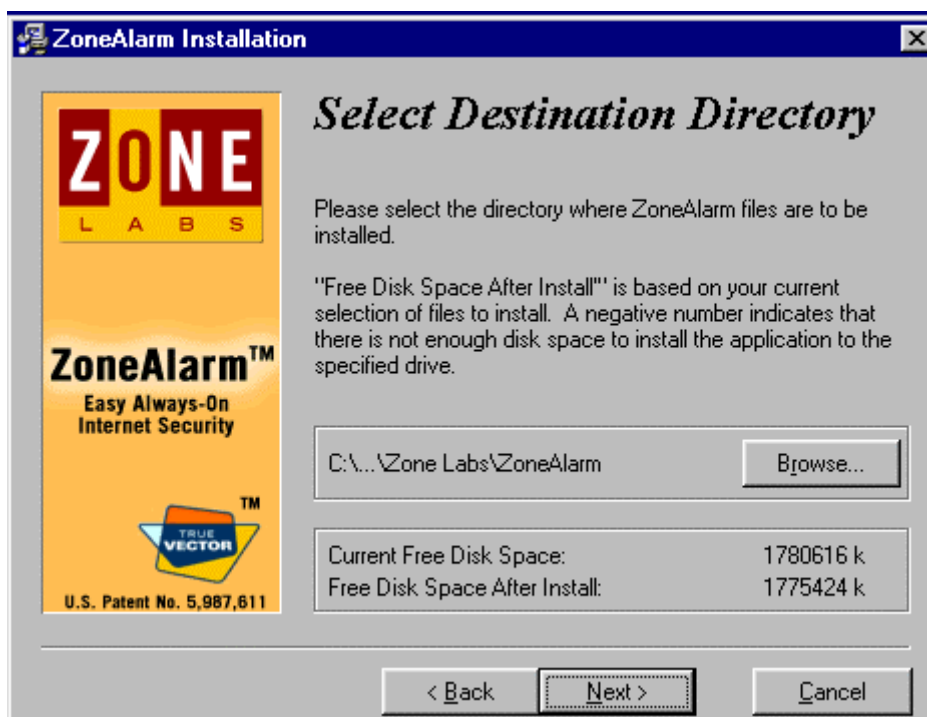 ZoneAlarm Installation
ZONE
LABS
ZoneAlarm™
Easy Always-On
Internet Security
TM
TRUE
VECTOR
U.S. Patent No. 5,987,611
Select Destination Directory
Please select the directory where ZoneAlarm files are to be
installed.
"Free Disk Space After Install"' is based on your current
selection of files to install. A negative number indicates that
there is not enough disk space to install the application to the
specified drive.
C:\...\Zone Labs\ZoneAlarm
Browse...
Current Free Disk Space: 1780616 k
Free Disk Space After Install: 1775424 k
< Back
Next >
Cancel